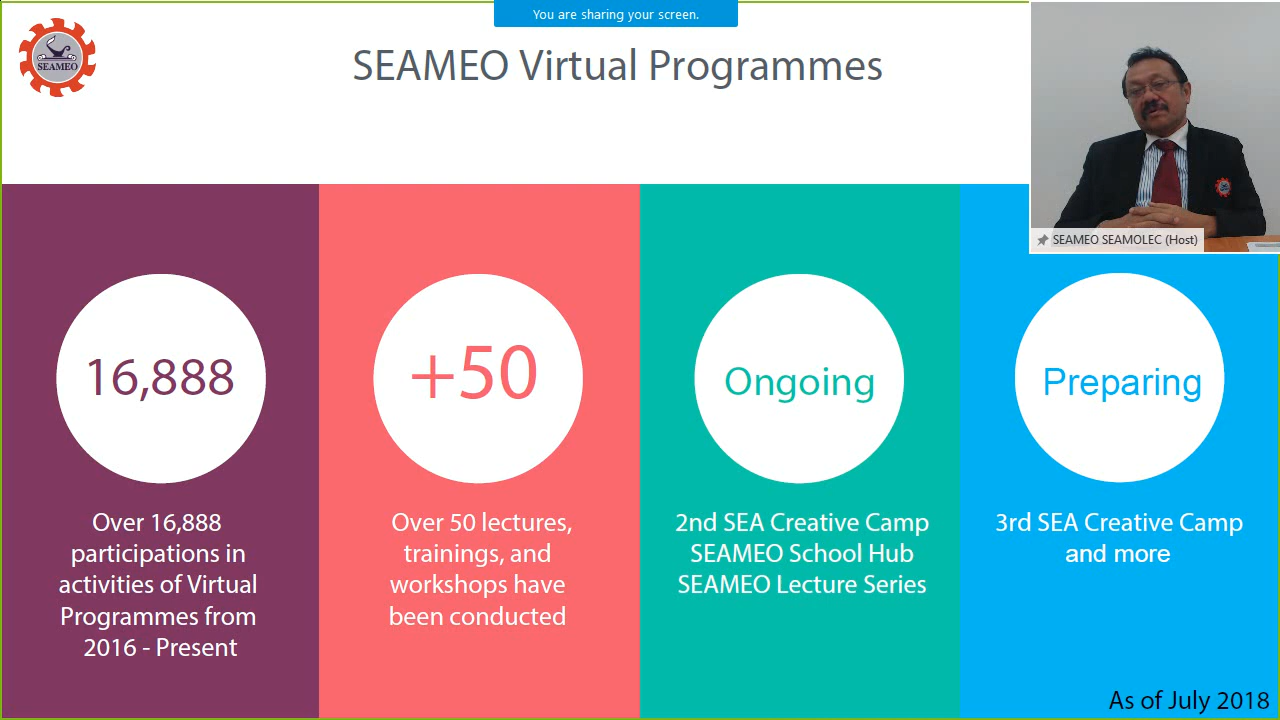 You are sharing your screen.
SEAMEO
SEAMEO Virtual Programmes
SEAMEO SEAMOLEC (Host)
16,888
Over 16,888
participations in
activities of Virtual
Programmes from
2016 - Present
+50
Over 50 lectures,
trainings, and
workshops have
been conducted
Ongoing
2nd SEA Creative Camp
SEAMEO School Hub
SEAMEO Lecture Series
Preparing
3rd SEA Creative Camp
and more
As of July 2018